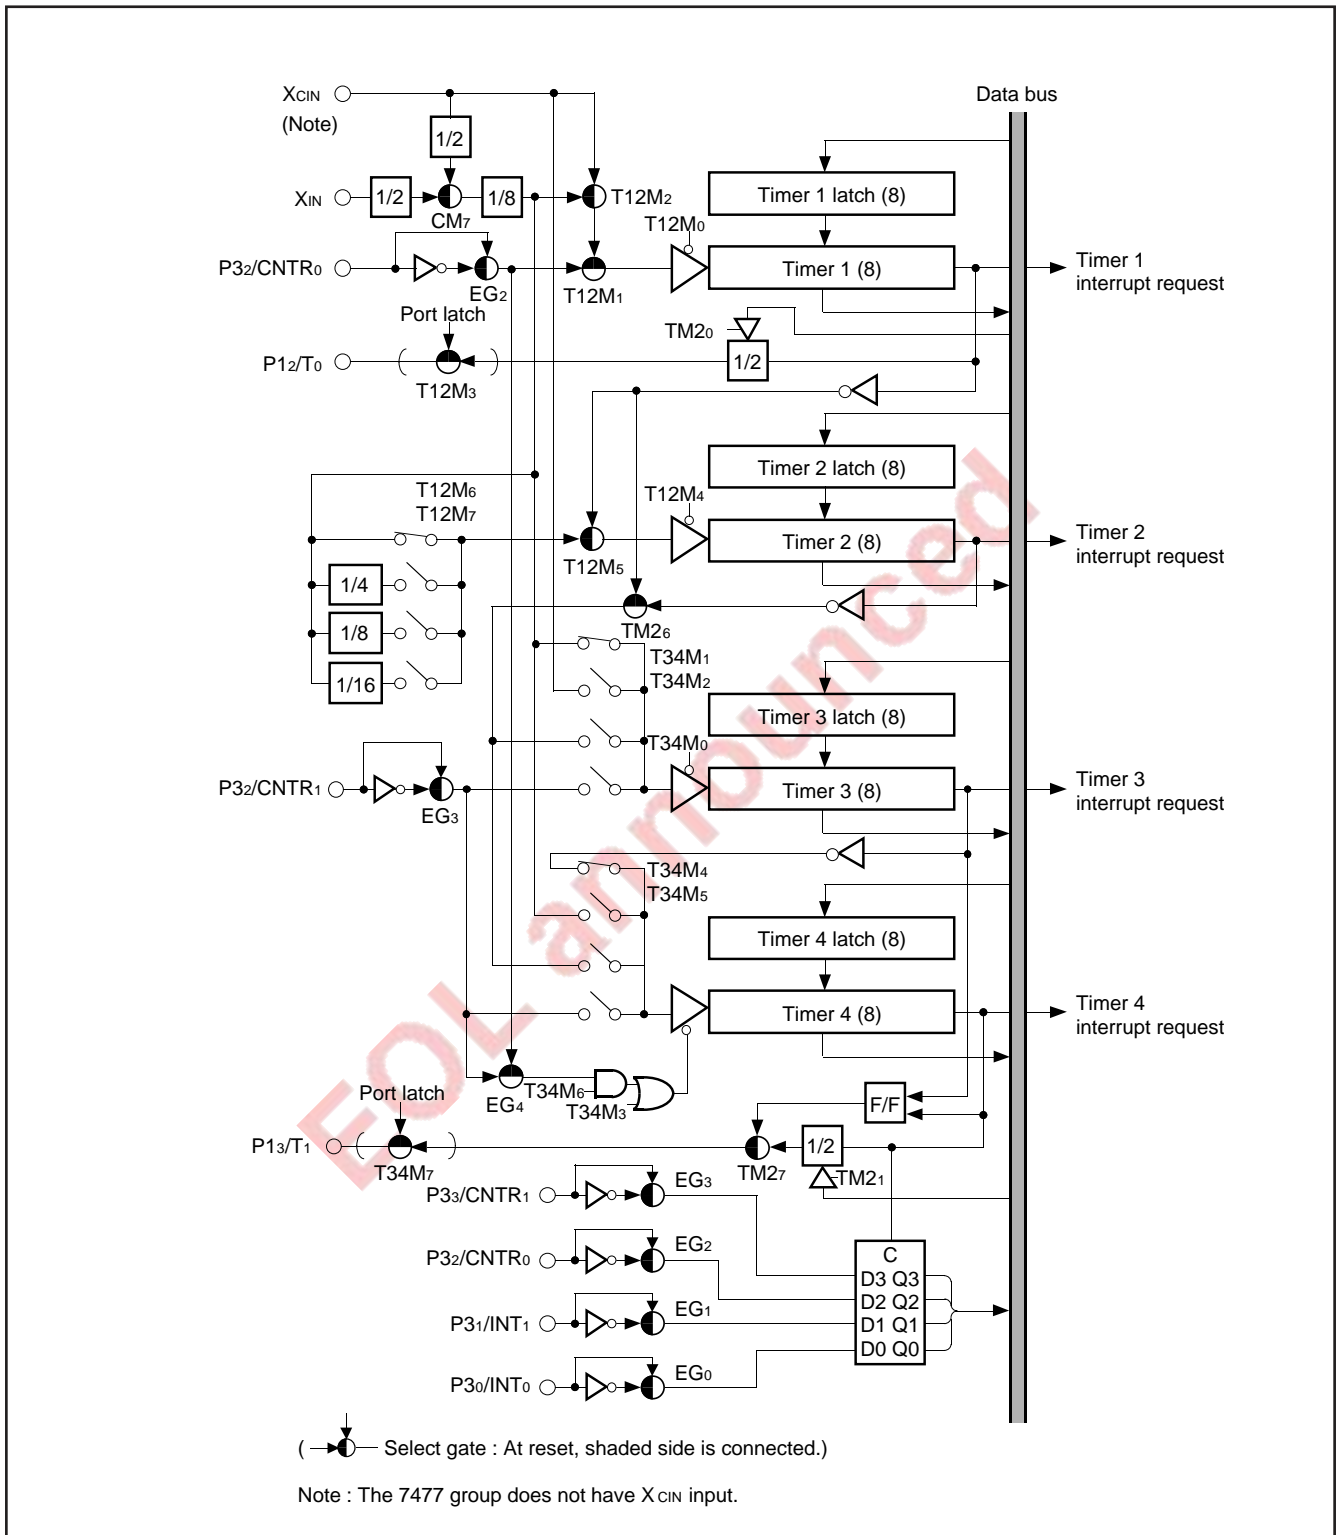 XCIN
(Note)
Data bus
1/2
Timer 1 latch (8)
XIN
1/2
1/8
CM7
T12M2
T12M0
P32/CNTR0
Timer 1 (8)
Timer 1
interrupt request
EG2
T12M1
Port latch
TM20
P12/T0
1/2
T12M3
Timer 2 latch (8)
T12M6
T12M7
T12M4
Timer 2 (8)
Timer 2
interrupt request
T12M5
1/4
1/8
1/16
TM26
T34M1
T34M2
Timer 3 latch (8)
T34M0
P32/CNTR1
EG3
Timer 3 (8)
Timer 3
interrupt request
T34M4
T34M5
Timer 4 latch (8)
Timer 4 (8)
Timer 4
interrupt request
EG4
T34M6
T34M3
Port latch
F/F
P13/T1
T34M7
TM27
1/2
TM21
P33/CNTR1
EG3
P32/CNTR0
EG2
P31/INT1
EG1
P30/INT0
EG0
C
D3 Q3
D2 Q2
D1 Q1
D0 Q0
( Select gate : At reset, shaded side is connected.)
Note : The 7477 group does not have XCIN input.
EOL announced